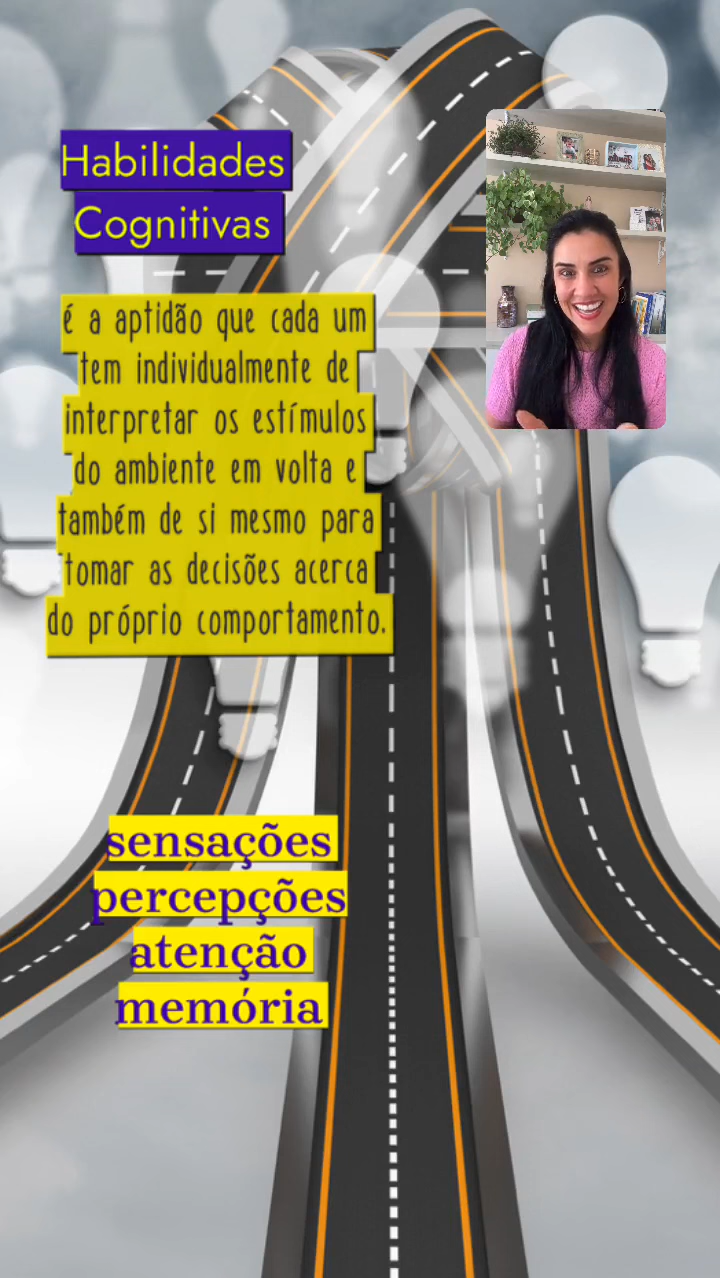 Habilidades
Cognitivas
é a aptidão que cada um
tem individualmente de
interpretar os estímulos
do ambiente em volta e
também de si mesmo para
tomar as decisões acerca
do próprio comportamento.
sensações
percepções
atenção
memória